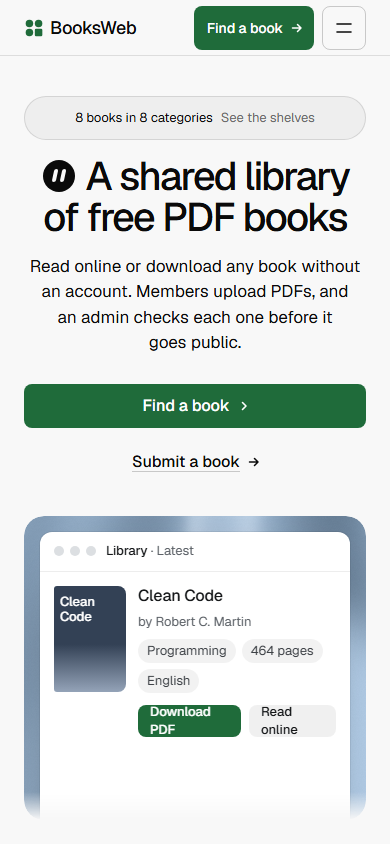 BooksWeb
Find a book →
8 books in 8 categories See the shelves
A shared library
of free PDF books
Read online or download any book without
an account. Members upload PDFs, and
an admin checks each one before it
goes public.
Find a book
Submit a book →
Library · Latest
Clean
Code
Clean Code
by Robert C. Martin
Programming 464 pages
English
Download
PDF
Read
online